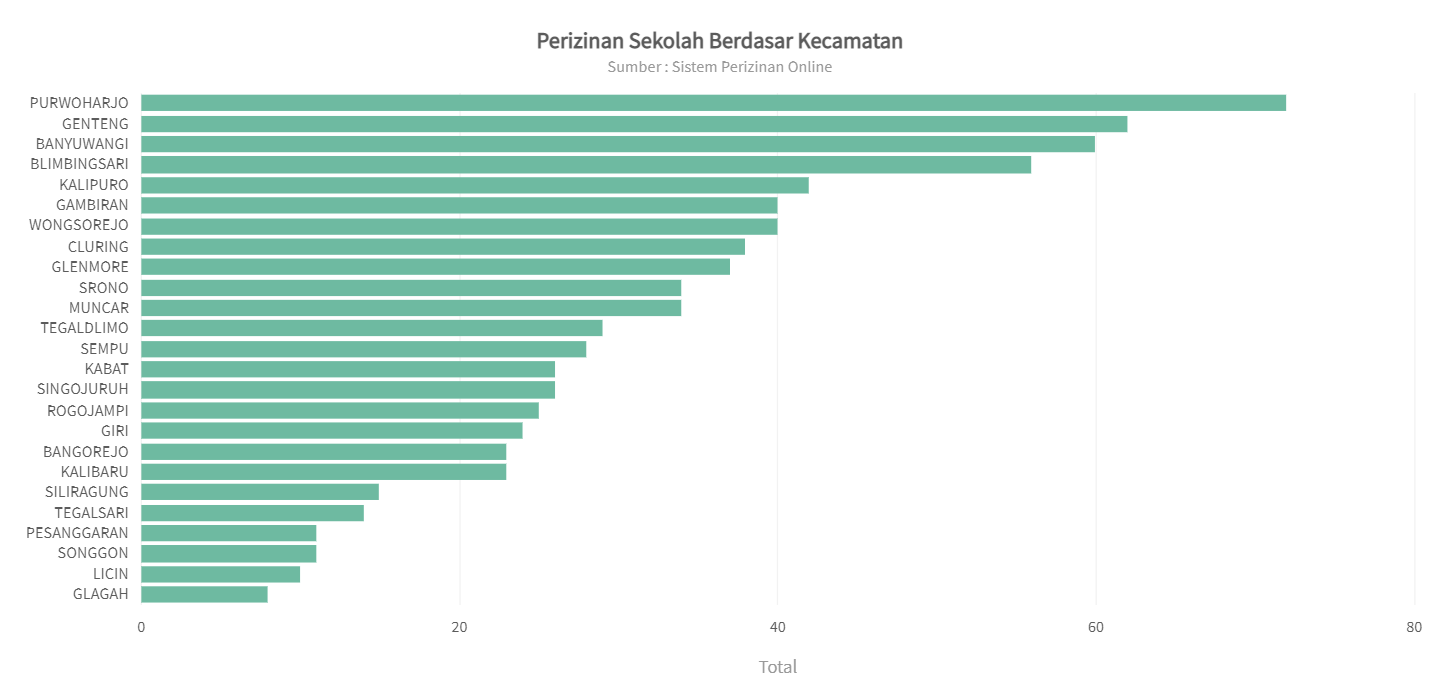 Perizinan Sekolah Berdasar Kecamatan
Sumber : Sistem Perizinan Online
PURWOHARJO
GENTENG
BANYUWANGI
BLIMBINGSARI
KALIPURO
GAMBIRAN
WONGSOREJO
CLURING
GLENMORE
SRONO
MUNCAR
TEGALDLIMO
SEMPU
KABAT
SINGOJURUH
ROGOJAMPI
GIRI
BANGOREJO
KALIBARU
SILIRAGUNG
TEGALSARI
PESANGGARAN
SONGGON
LICIN
GLAGAH
0 20 40 60 80
Total